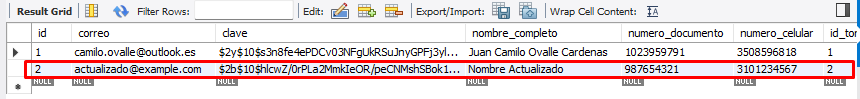 Result Grid Filter Rows: Edit: Export/Import: Wrap Cell Content:
id correo clave nombre_completo numero_documento numero_celular id_tor
1 camilo.ovalle@outlook.es $2y$10$s3n8fe4ePDCv03NFgUkRSuJnyGPFj3yl... Juan Camilo Ovalle Cardenas 1023959791 3508596818 1
2 actualizado@example.com $2b$10$hlcwZ/0rPLa2MmkIeOR/peCNMshSBok1... Nombre Actualizado 987654321 3101234567 2
NULL NULL NULL NULL NULL NULL NULL